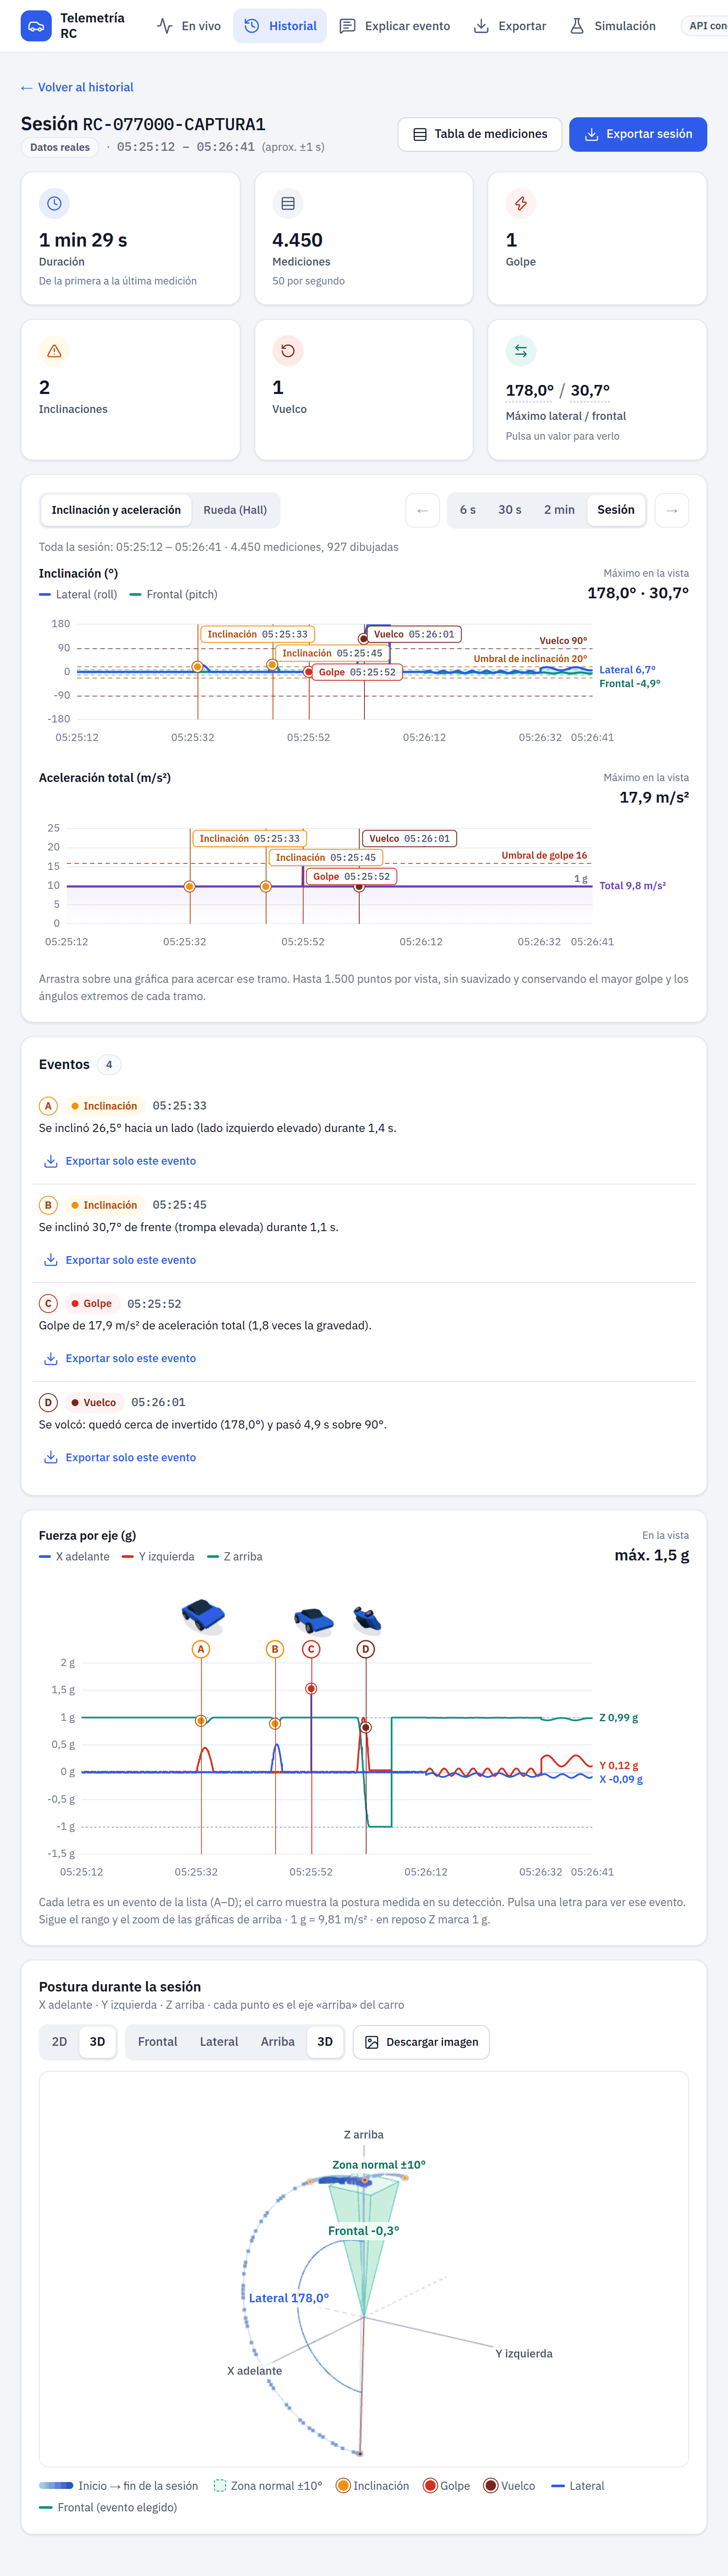 Telemetría
RC
En vivo
Historial
Explicar evento
Exportar
Simulación
API con
← Volver al historial
Sesión RC-077000-CAPTURA1
Datos reales · 05:25:12 – 05:26:41 (aprox. ±1 s)
Tabla de mediciones
Exportar sesión
1 min 29 s
Duración
De la primera a la última medición
4.450
Mediciones
50 por segundo
1
Golpe
2
Inclinaciones
1
Vuelco
178,0° / 30,7°
Máximo lateral / frontal
Pulsa un valor para verlo
Inclinación y aceleración
Rueda (Hall)
←
6 s
30 s
2 min
Sesión
→
Toda la sesión: 05:25:12 – 05:26:41 · 4.450 mediciones, 927 dibujadas
Inclinación (°)
Lateral (roll)
Frontal (pitch)
Máximo en la vista
178,0° · 30,7°
180
90
0
-90
-180
Inclinación 05:25:33
Inclinación 05:25:45
Golpe 05:25:52
Vuelco 05:26:01
Vuelco 90°
Umbral de inclinación 20°
Lateral 6,7°
Frontal -4,9°
05:25:12
05:25:32
05:25:52
05:26:12
05:26:32
05:26:41
Aceleración total (m/s²)
Máximo en la vista
17,9 m/s²
25
20
15
10
5
0
Inclinación 05:25:33
Inclinación 05:25:45
Golpe 05:25:52
Vuelco 05:26:01
Umbral de golpe 16
1 g
Total 9,8 m/s²
05:25:12
05:25:32
05:25:52
05:26:12
05:26:32
05:26:41
Arrastra sobre una gráfica para acercar ese tramo. Hasta 1.500 puntos por vista, sin suavizado y conservando el mayor golpe y los
ángulos extremos de cada tramo.
Eventos 4
A Inclinación 05:25:33
Se inclinó 26,5° hacia un lado (lado izquierdo elevado) durante 1,4 s.
Exportar solo este evento
B Inclinación 05:25:45
Se inclinó 30,7° de frente (trompa elevada) durante 1,1 s.
Exportar solo este evento
C Golpe 05:25:52
Golpe de 17,9 m/s² de aceleración total (1,8 veces la gravedad).
Exportar solo este evento
D Vuelco 05:26:01
Se volcó: quedó cerca de invertido (178,0°) y pasó 4,9 s sobre 90°.
Exportar solo este evento
Fuerza por eje (g)
X adelante
Y izquierda
Z arriba
En la vista
máx. 1,5 g
A
B
C
D
2 g
1,5 g
1 g
0,5 g
0 g
-0,5 g
-1 g
-1,5 g
Z 0,99 g
Y 0,12 g
X -0,09 g
05:25:12
05:25:32
05:25:52
05:26:12
05:26:32
05:26:41
Cada letra es un evento de la lista (A–D); el carro muestra la postura medida en su detección. Pulsa una letra para ver ese evento.
Sigue el rango y el zoom de las gráficas de arriba · 1 g = 9,81 m/s² · en reposo Z marca 1 g.
Postura durante la sesión
X adelante · Y izquierda · Z arriba · cada punto es el eje «arriba» del carro
2D
3D
Frontal
Lateral
Arriba
3D
Descargar imagen
Z arriba
Zona normal ±10°
Frontal -0,3°
Lateral 178,0°
Y izquierda
X adelante
Inicio → fin de la sesión
Zona normal ±10°
Inclinación
Golpe
Vuelco
Lateral
Frontal (evento elegido)